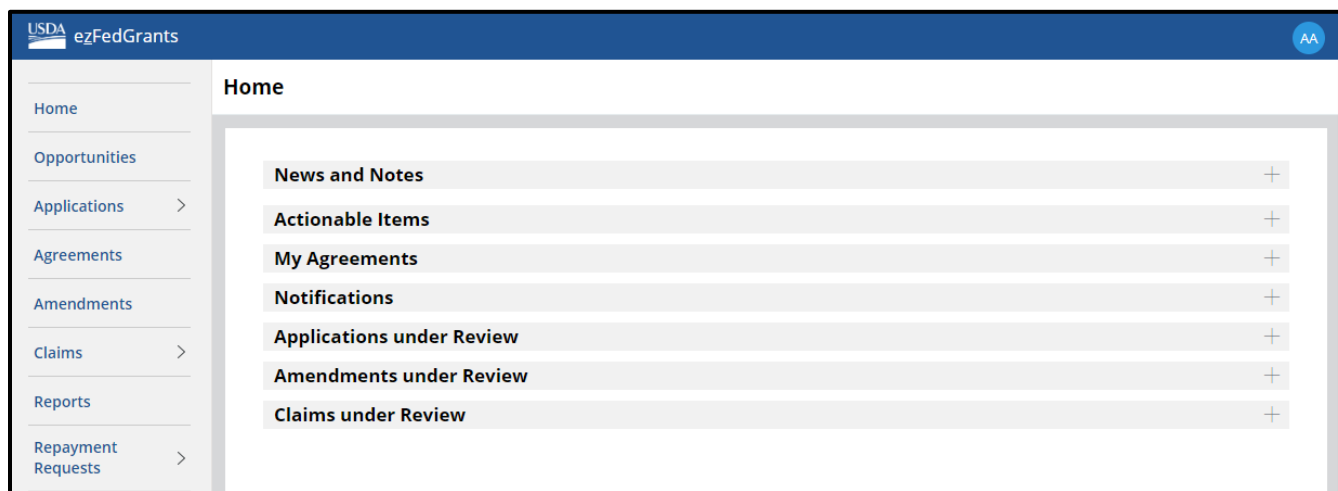 USDA ezFedGrants
AA
Home
Opportunities
Applications
Agreements
Amendments
Claims
Reports
Repayment
Requests
Home
News and Notes
Actionable Items
My Agreements
Notifications
Applications under Review
Amendments under Review
Claims under Review